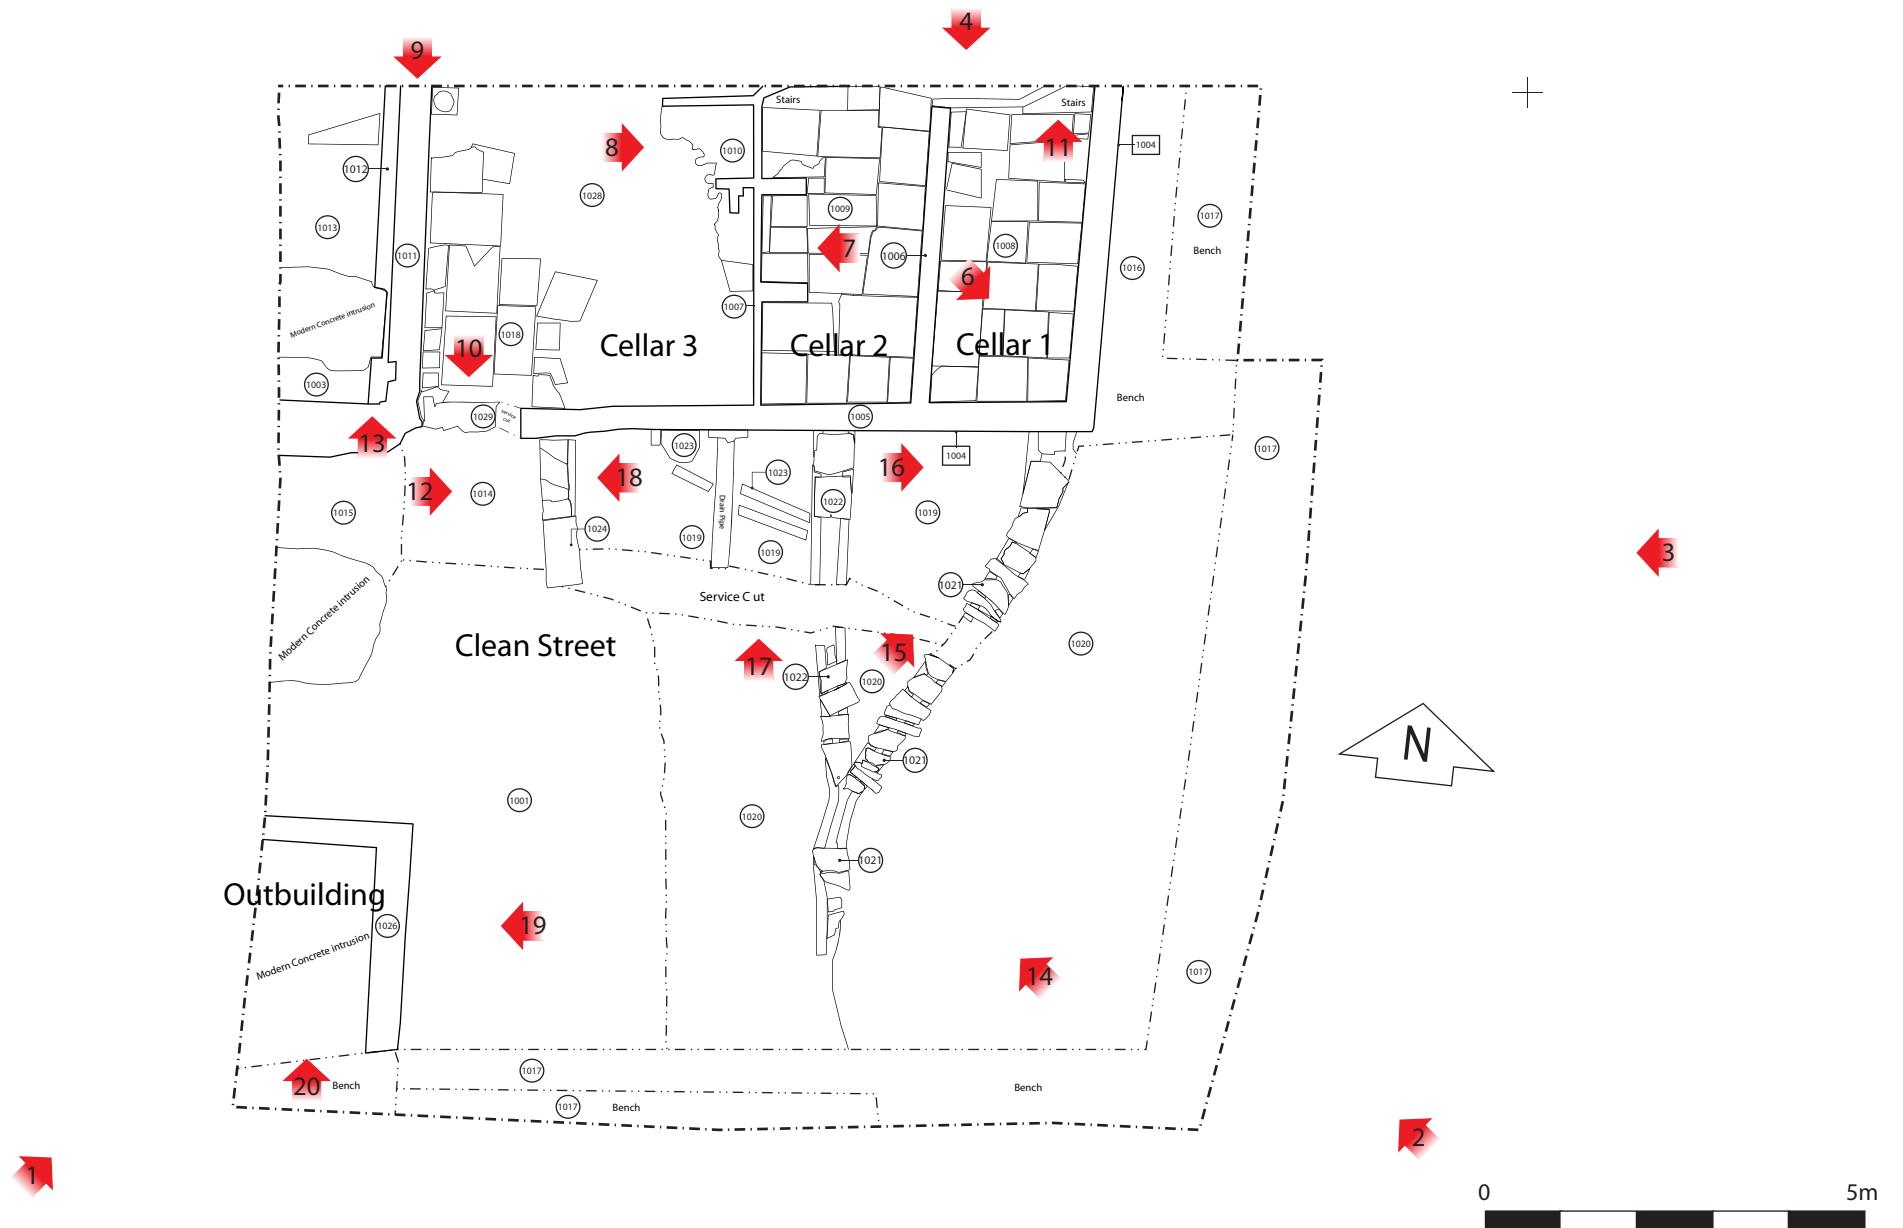 4
9
Stairs
Stairs
8
1010
11
1004
1012
1028
1009
1017
1013
1008
Bench
7
1006
1011
1016
6
Modern Concrete intrusion
1007
1018
10
Cellar 3
Cellar 2
Cellar 1
1003
Bench
1029
service
cut
1005
13
1023
1004
1017
16
1023
18
12
1014
1022
Drain Pipe
1015
1024
1019
1019
1019
3
Service C ut
1021
Modern Concrete intrusion
Clean Street
15
1020
17
1022
1020
N
1021
1001
1020
1021
Outbuilding
1026
19
Modern Concrete intrusion
14
1017
1017
20
Bench
Bench
1017
Bench
2
1
0
5m